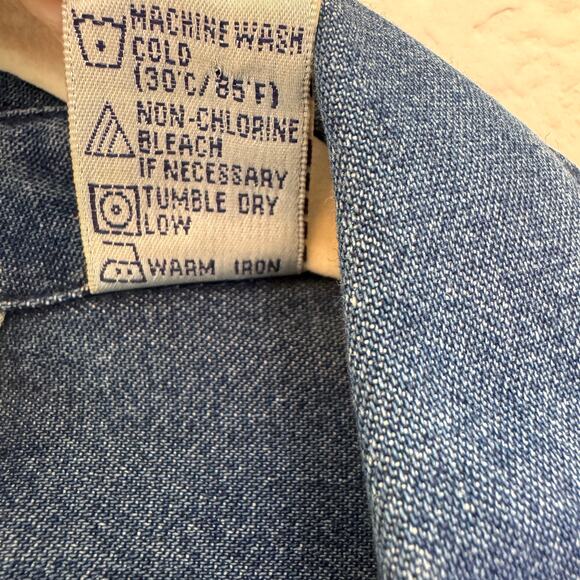 MACHINE WASH
COLD
(30°C/85°F)
NON-CHLORINE
BLEACH
IF NECESSARY
TUMBLE DRY
LOW
WARM IRON